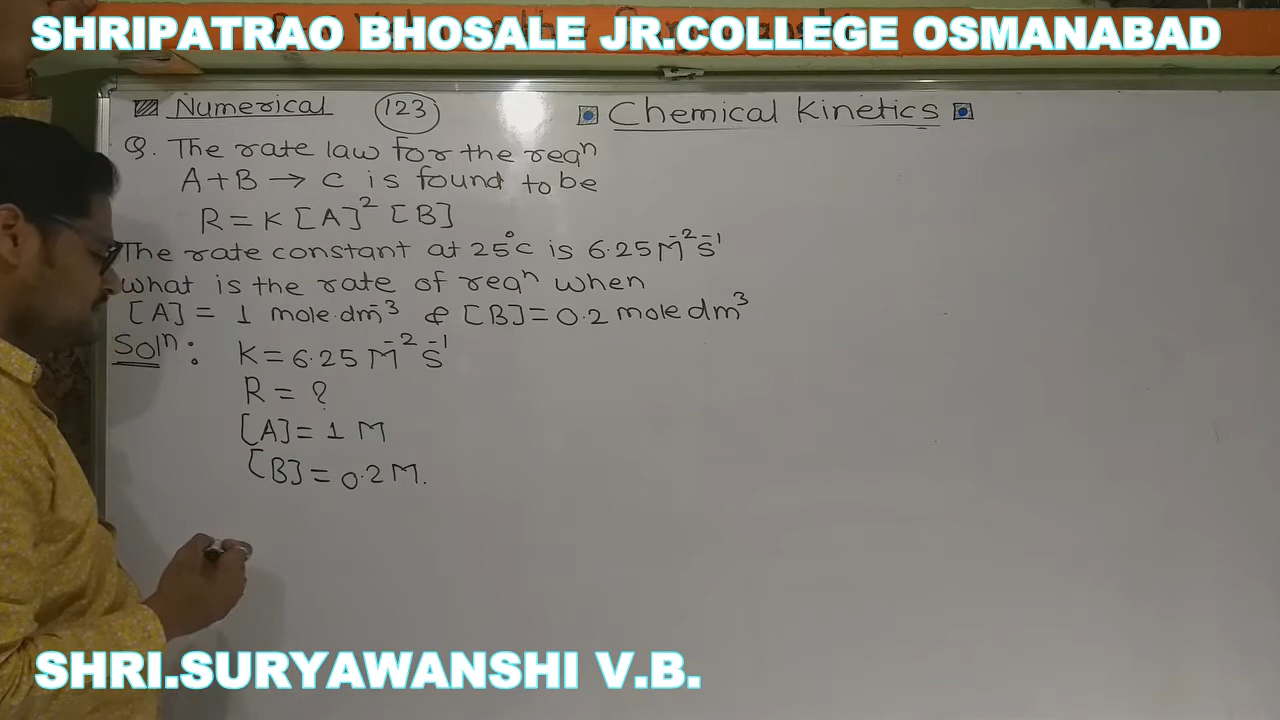 SHRIPATRAO BHOSALE JR.COLLEGE OSMANABAD
Numerical (123) Chemical Kinetics
Q. The rate law for the reaⁿ
A+B → C is found to be
R = K [A]² [B]
The rate constant at 25°C is 6.25 M⁻² S⁻¹
what is the rate of reaⁿ when
[A] = 1 mole.dm⁻³ & [B] = 0.2 mole dm³
Solⁿ: K = 6.25 M⁻² S⁻¹
R = ?
[A] = 1 M
[B] = 0.2 M.
SHRI.SURYAWANSHI V.B.